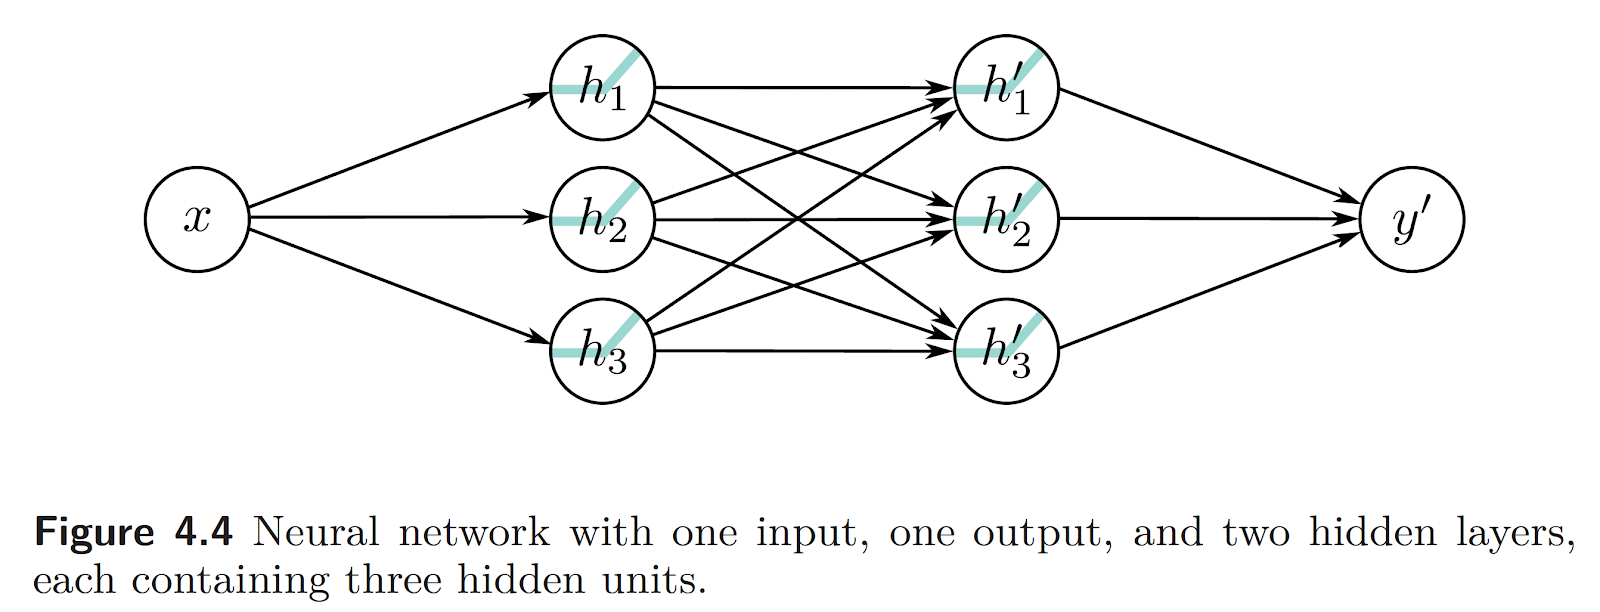 h₁ h′₁
x h₂ h′₂ y′
h₃ h′₃
Figure 4.4 Neural network with one input, one output, and two hidden layers,
each containing three hidden units.